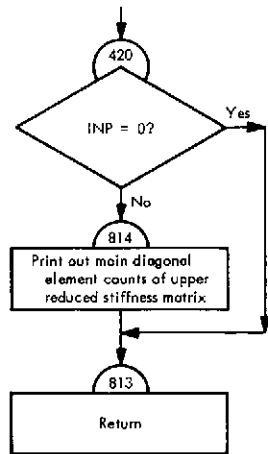 420
INP = 0?
Yes
No
814
Print out main diagonal
element counts of upper
reduced stiffness matrix
813
Return